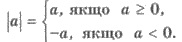 |a| = { a, якщо a ≥ 0,
−a, якщо a < 0.